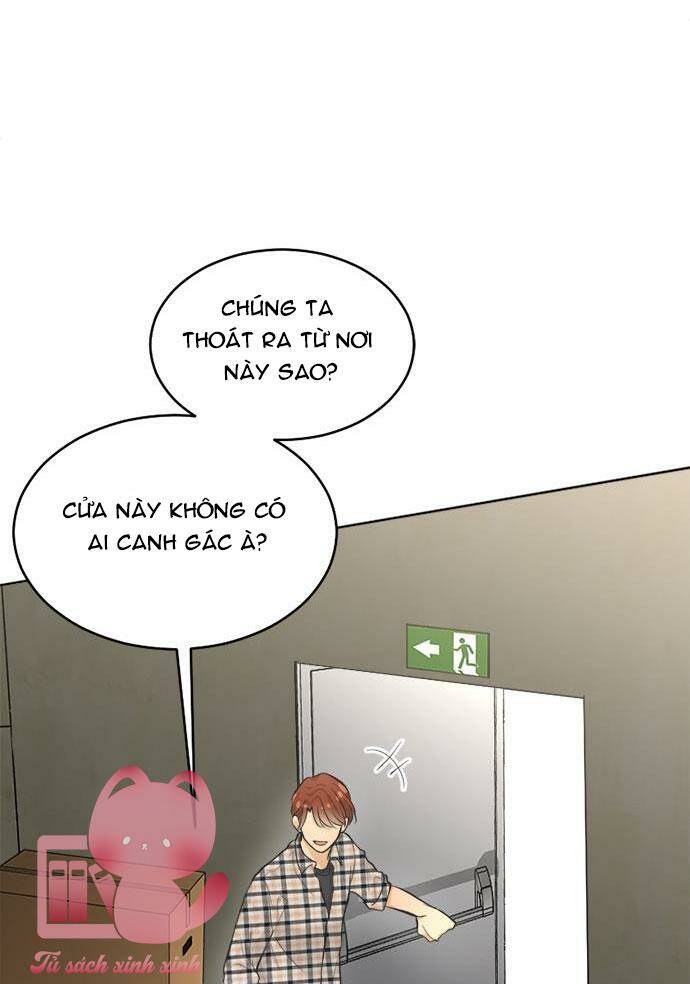 CHÚNG TA
THOÁT RA TỪ NƠI
NÀY SAO?
CỬA NÀY KHÔNG CÓ
AI CANH GÁC À?
Tủ sách xinh xinh